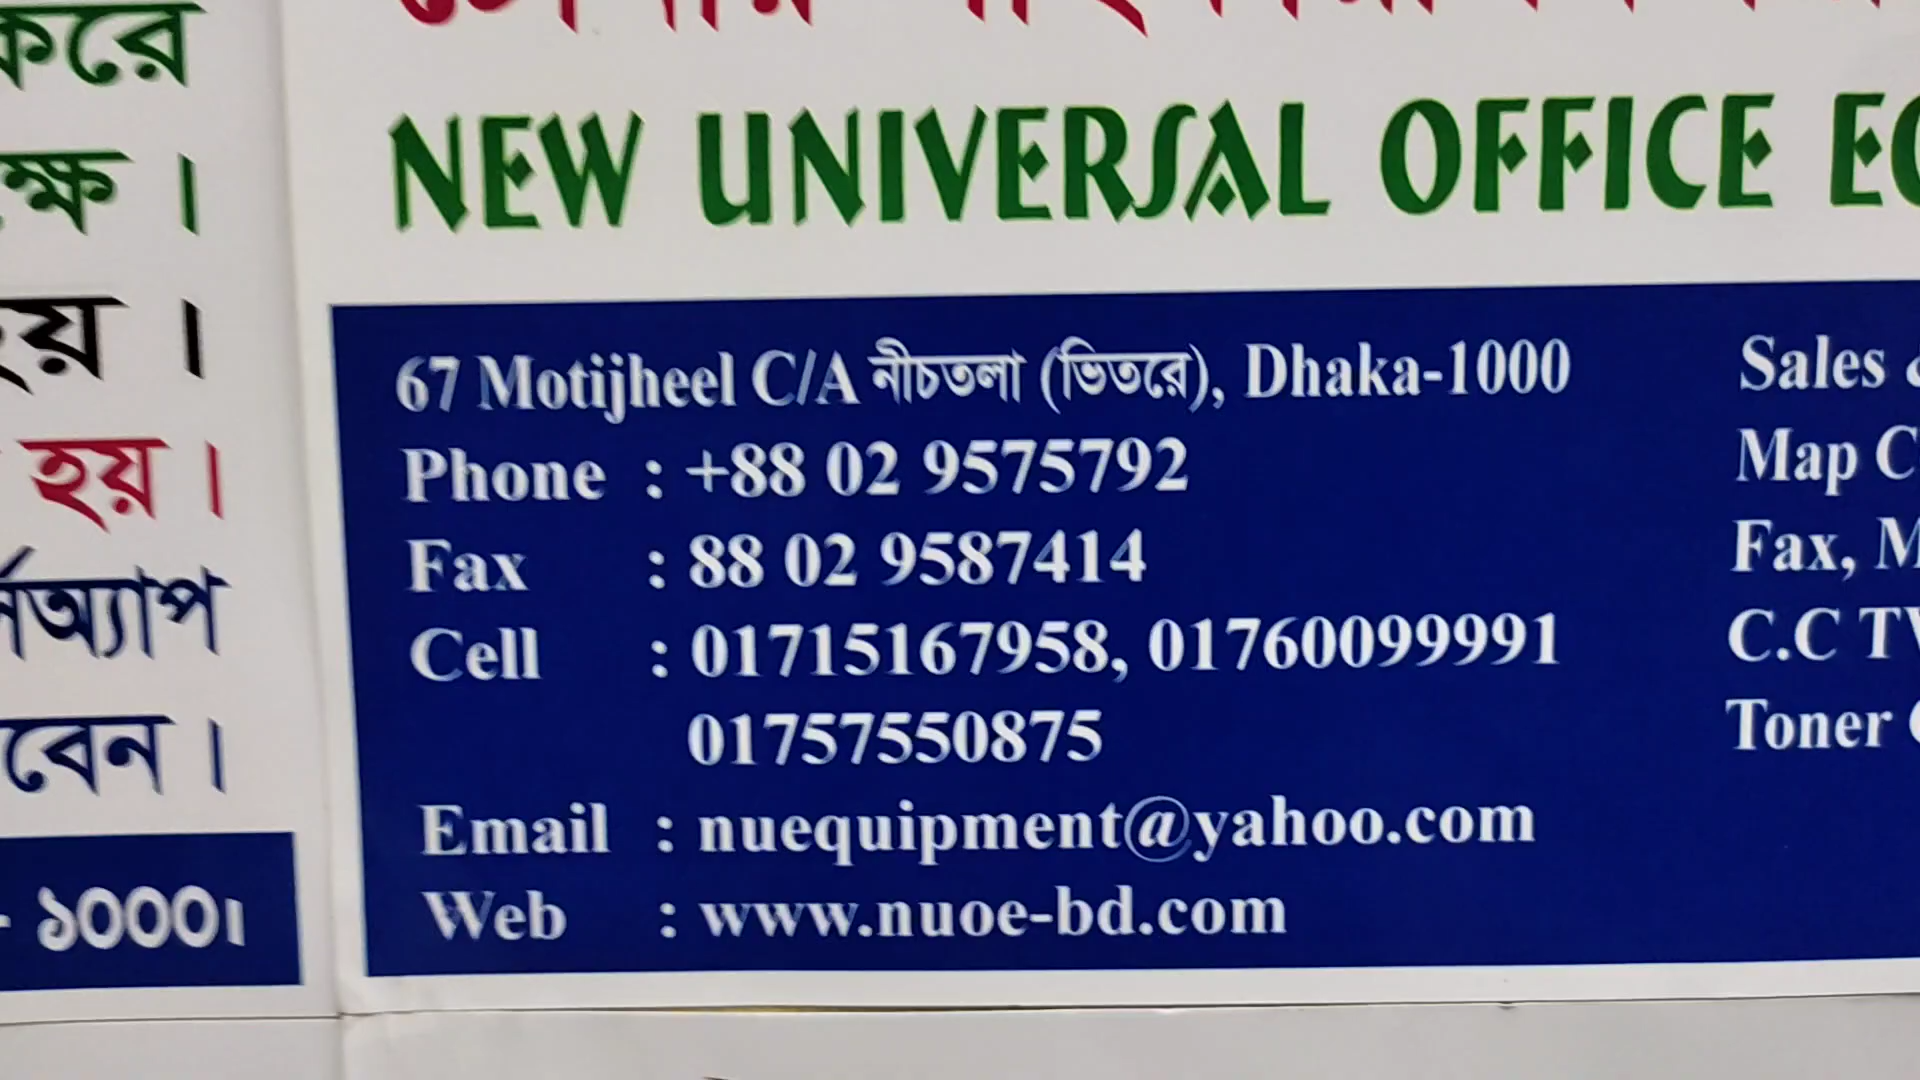 করে
NEW UNIVERSAL OFFICE
ক্ষে ।
হয় ।
হয় ।
বেন ।
- ১০০০।
67 Motijheel C/A নীচতলা (ভিতরে), Dhaka-1000
Phone : +88 02 9575792
Fax : 88 02 9587414
Cell : 01715167958, 01760099991
01757550875
Email : nuequipment@yahoo.com
Web : www.nuoe-bd.com
Sales
Map
Fax,
C.C
Toner